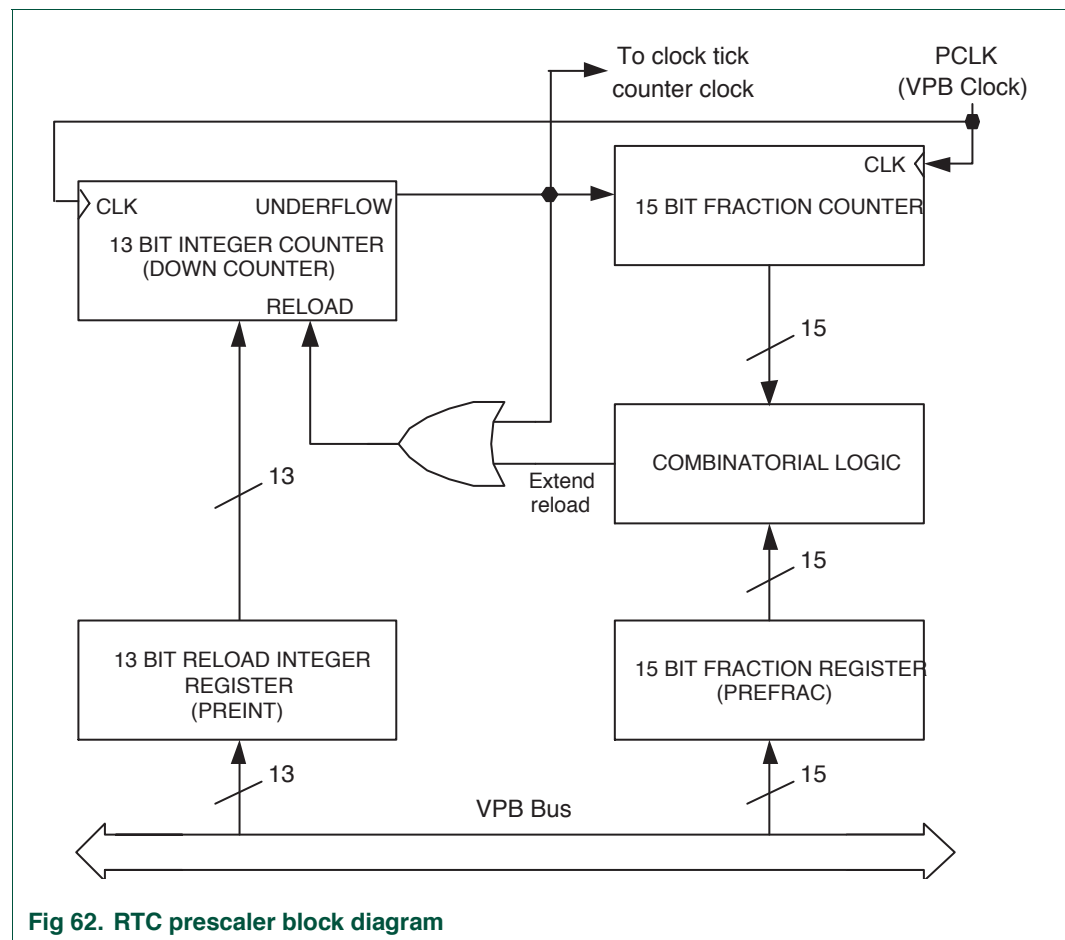 To clock tick
counter clock
PCLK
(VPB Clock)
CLK
UNDERFLOW
13 BIT INTEGER COUNTER
(DOWN COUNTER)
RELOAD
CLK
15 BIT FRACTION COUNTER
15
COMBINATORIAL LOGIC
Extend
reload
13
15
13 BIT RELOAD INTEGER
REGISTER
(PREINT)
15 BIT FRACTION REGISTER
(PREFRAC)
13
15
VPB Bus
Fig 62. RTC prescaler block diagram